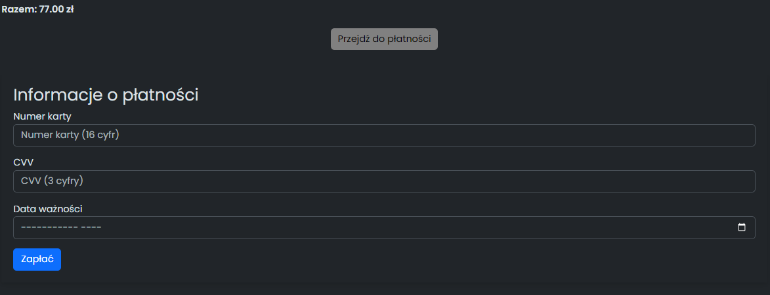 Razem: 77.00 zł
Przejdź do płatności
Informacje o płatności
Numer karty
Numer karty (16 cyfr)
CVV
CVV (3 cyfry)
Data ważności
----------- ----
Zapłać